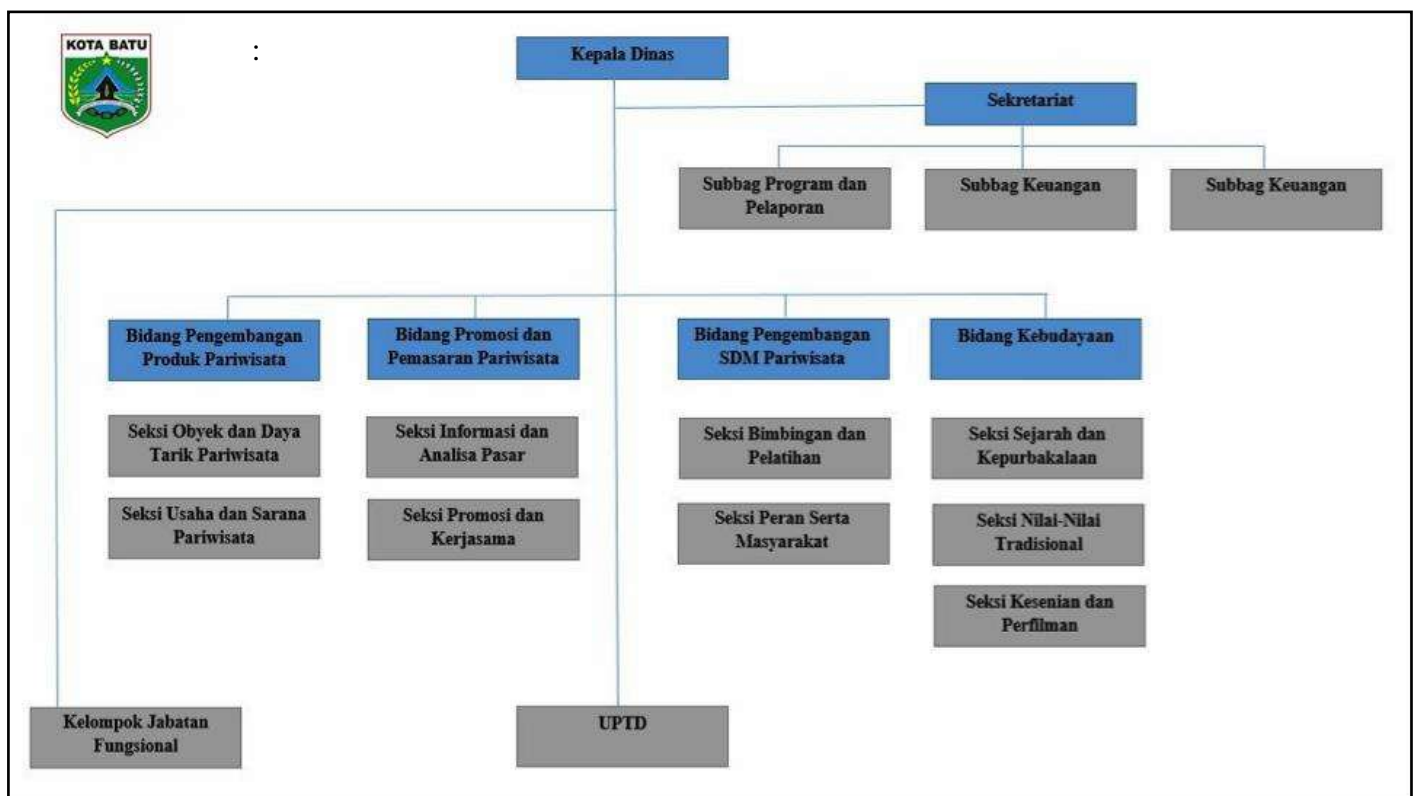 KOTA BATU
:
Kepala Dinas
Sekretariat
Subbag Program dan
Pelaporan
Subbag Keuangan
Subbag Keuangan
Bidang Pengembangan
Produk Pariwisata
Bidang Promosi dan
Pemasaran Pariwisata
Bidang Pengembangan
SDM Pariwisata
Bidang Kebudayaan
Seksi Obyek dan Daya
Tarik Pariwisata
Seksi Informasi dan
Analisa Pasar
Seksi Bimbingan dan
Pelatihan
Seksi Sejarah dan
Kepurbakalaan
Seksi Usaha dan Sarana
Pariwisata
Seksi Promosi dan
Kerjasama
Seksi Peran Serta
Masyarakat
Seksi Nilai-Nilai
Tradisional
Seksi Kesenian dan
Perfilman
Kelompok Jabatan
Fungsional
UPTD